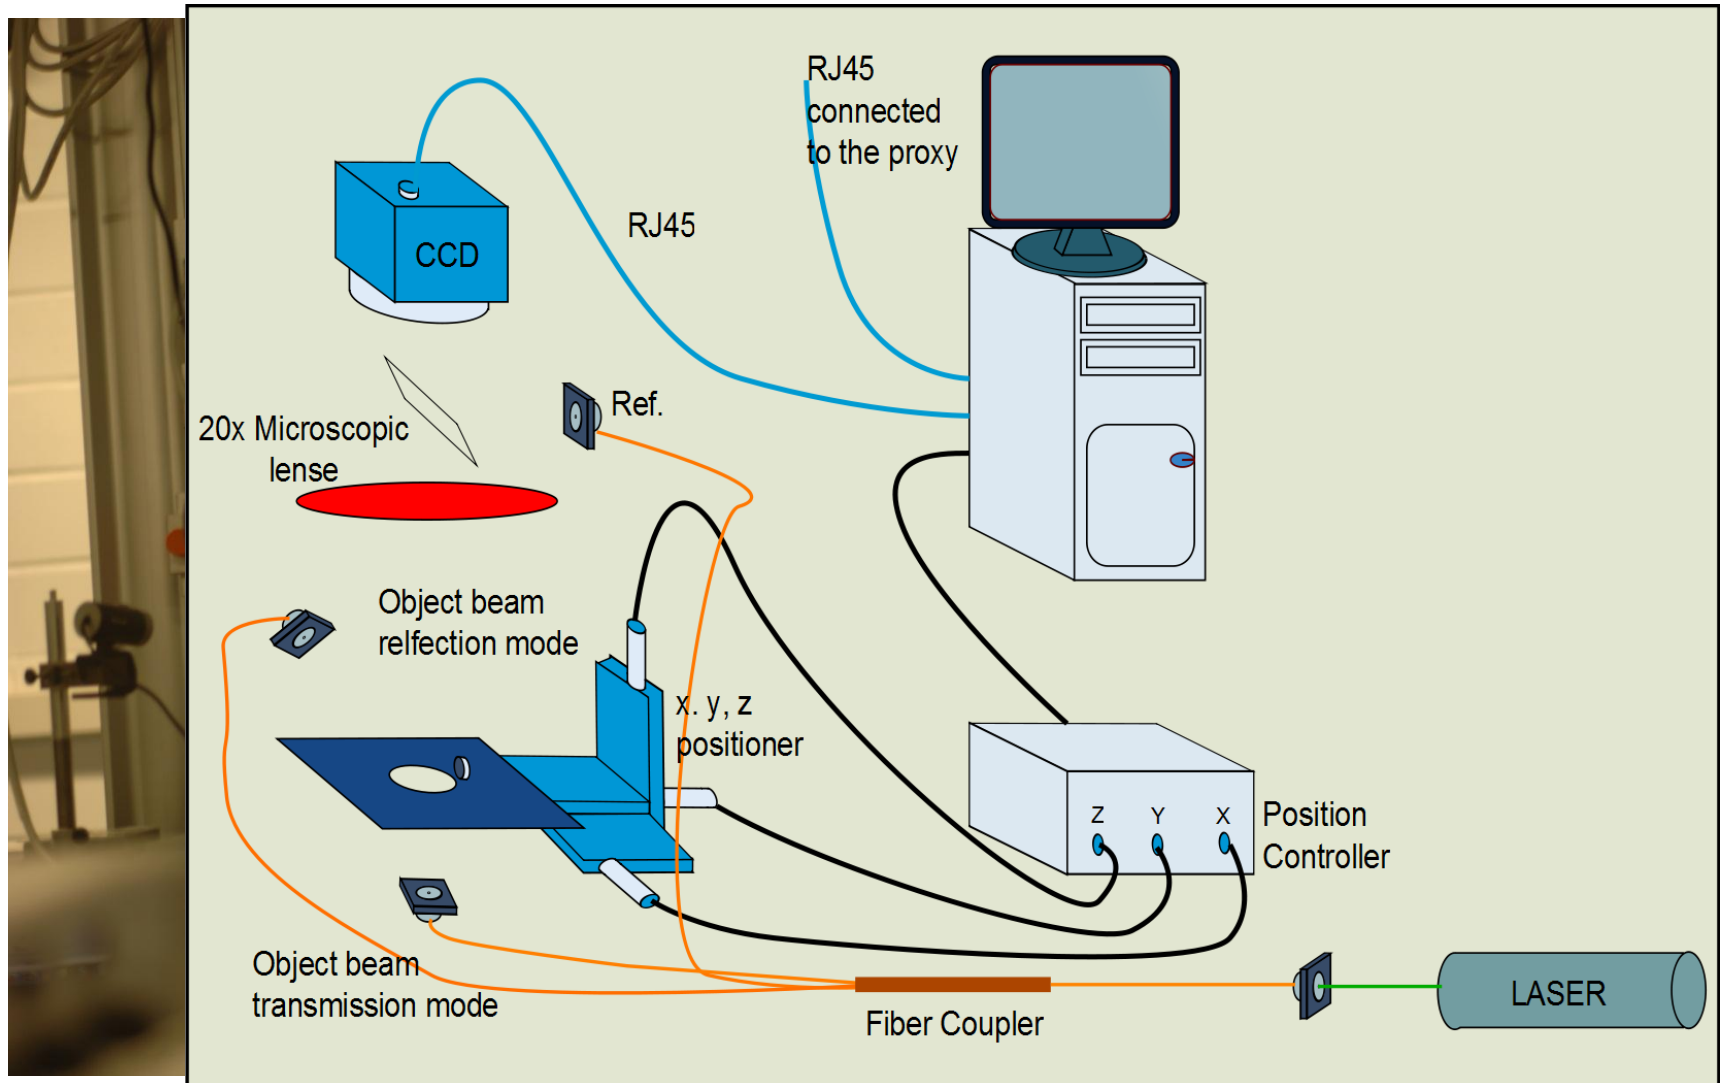 RJ45
connected
to the proxy
RJ45
CCD
Ref.
20x Microscopic
lense
Object beam
relfection mode
x. y, z
positioner
Z Y X
Position
Controller
Object beam
transmission mode
Fiber Coupler
LASER